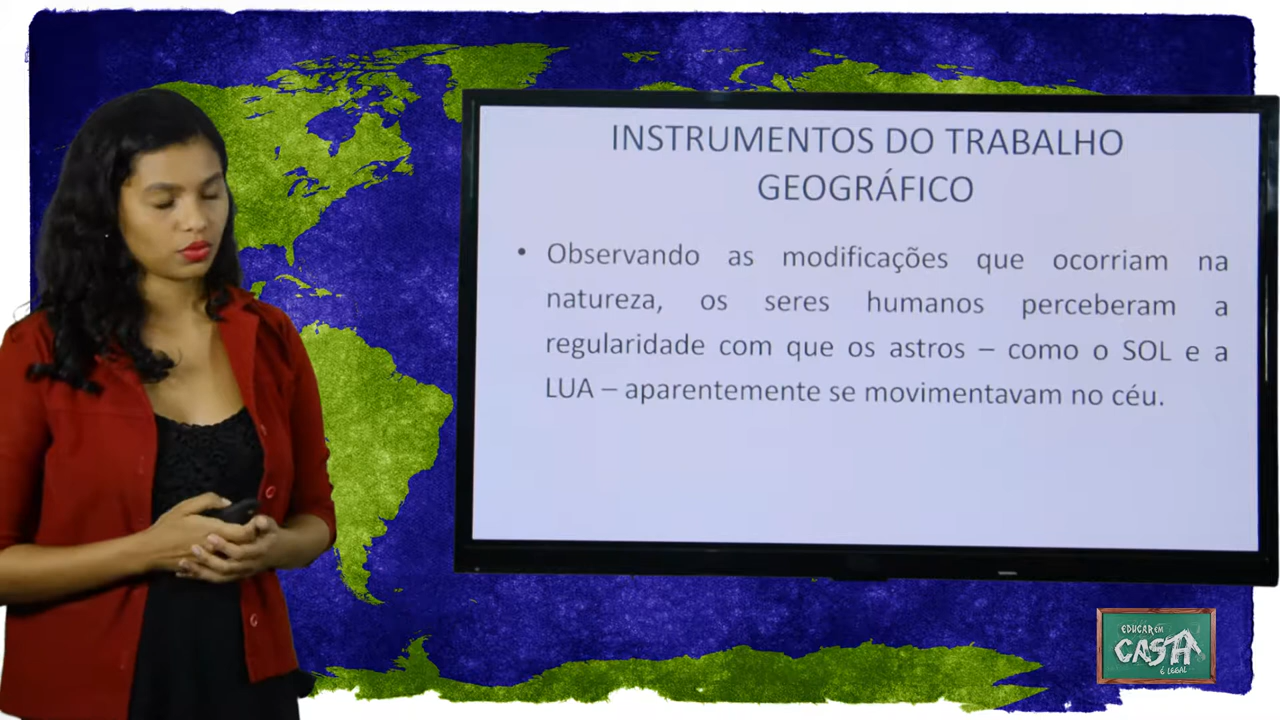 INSTRUMENTOS DO TRABALHO
GEOGRÁFICO
• Observando as modificações que ocorriam na
natureza, os seres humanos perceberam a
regularidade com que os astros – como o SOL e a
LUA – aparentemente se movimentavam no céu.
EDUCAR EM
CASA
É LEGAL